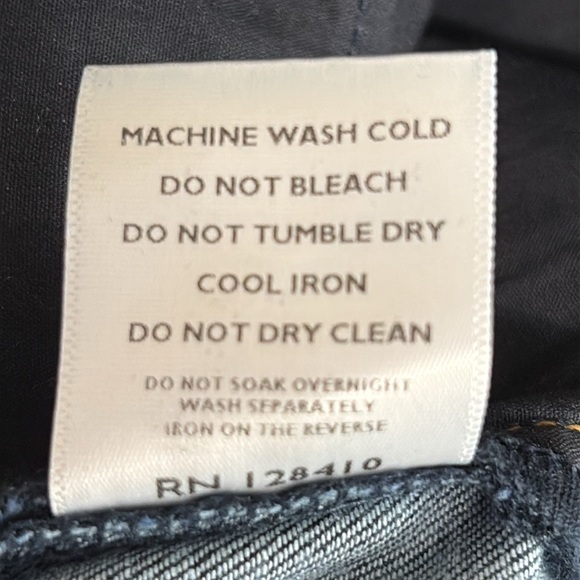 MACHINE WASH COLD
DO NOT BLEACH
DO NOT TUMBLE DRY
COOL IRON
DO NOT DRY CLEAN
DO NOT SOAK OVERNIGHT
WASH SEPARATELY
IRON ON THE REVERSE
RN 128410